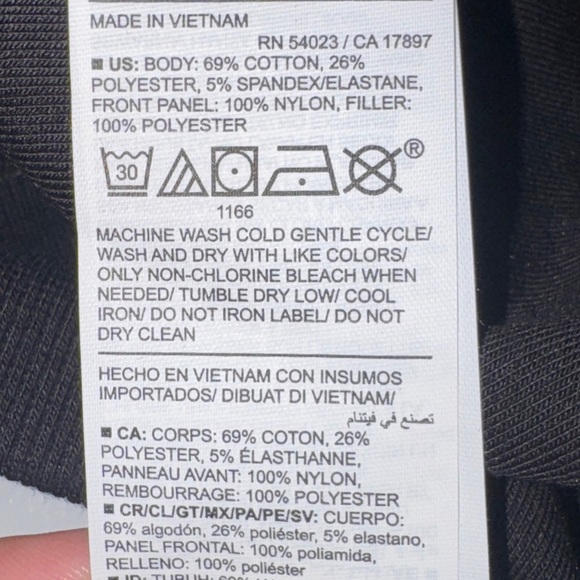 MADE IN VIETNAM
RN 54023 / CA 17897
US: BODY: 69% COTTON, 26%
POLYESTER, 5% SPANDEX/ELASTANE,
FRONT PANEL: 100% NYLON, FILLER:
100% POLYESTER
30
®
1166
MACHINE WASH COLD GENTLE CYCLE/
WASH AND DRY WITH LIKE COLORS/
ONLY NON-CHLORINE BLEACH WHEN
NEEDED/ TUMBLE DRY LOW/ COOL
IRON/ DO NOT IRON LABEL/ DO NOT
DRY CLEAN
HECHO EN VIETNAM CON INSUMOS
IMPORTADOS/ DIBUAT DI VIETNAM/
تصنع في فيتنام
CA: CORPS: 69% COTON, 26%
POLYESTER, 5% ÉLASTHANNE,
PANNEAU AVANT: 100% NYLON,
REMBOURRAGE: 100% POLYESTER
CR/CL/GT/MX/PA/PE/SV: CUERPO:
69% algodón, 26% poliéster, 5% elastano,
PANEL FRONTAL: 100% poliamida,
RELLENO: 100% poliéster
ID: TUBUH: